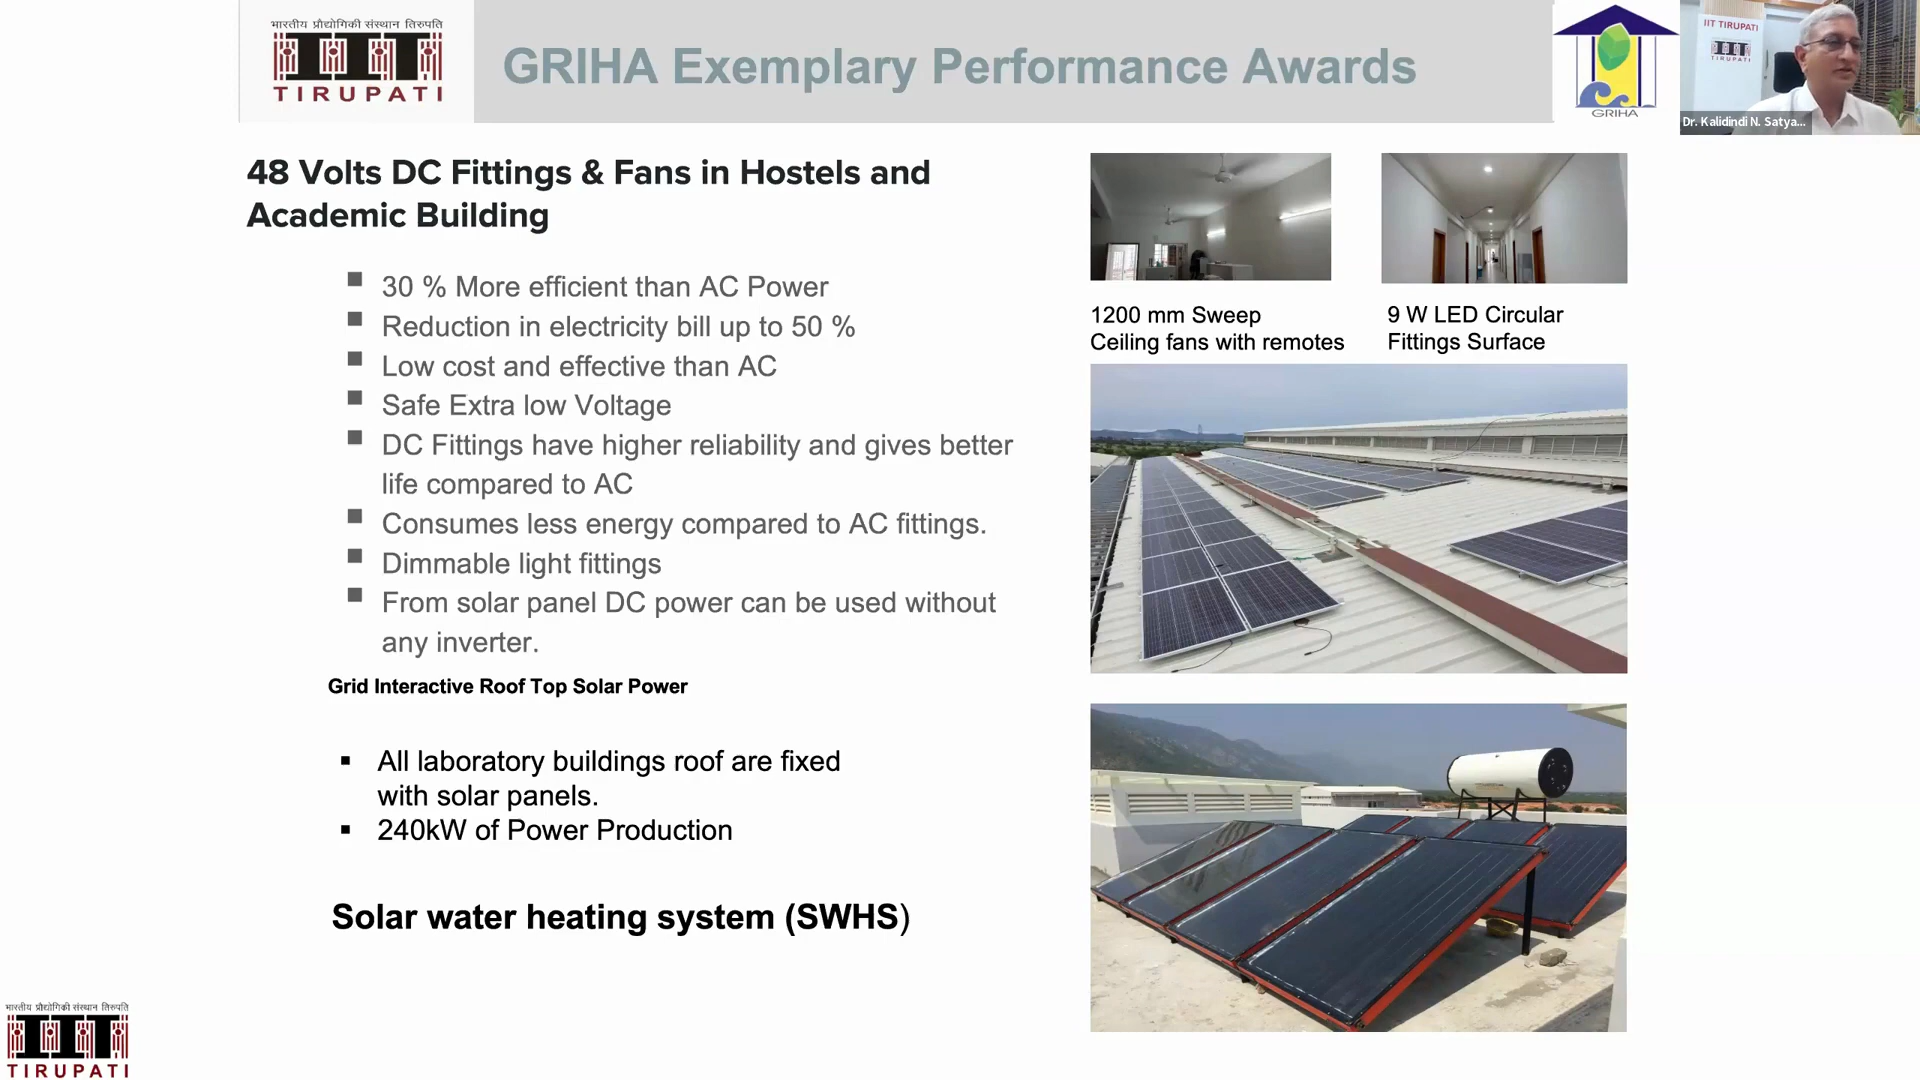 भारतीय प्रौद्योगिकी संस्थान तिरुपति
TIRUPATI
GRIHA Exemplary Performance Awards
GRIHA
IIT TIRUPATI
TIRUPATI
Dr. Kalidindi N. Satya...
48 Volts DC Fittings & Fans in Hostels and
Academic Building
30 % More efficient than AC Power
Reduction in electricity bill up to 50 %
Low cost and effective than AC
Safe Extra low Voltage
DC Fittings have higher reliability and gives better
life compared to AC
Consumes less energy compared to AC fittings.
Dimmable light fittings
From solar panel DC power can be used without
any inverter.
Grid Interactive Roof Top Solar Power
All laboratory buildings roof are fixed
with solar panels.
240kW of Power Production
Solar water heating system (SWHS)
1200 mm Sweep
Ceiling fans with remotes
9 W LED Circular
Fittings Surface
भारतीय प्रौद्योगिकी संस्थान तिरुपति
TIRUPATI